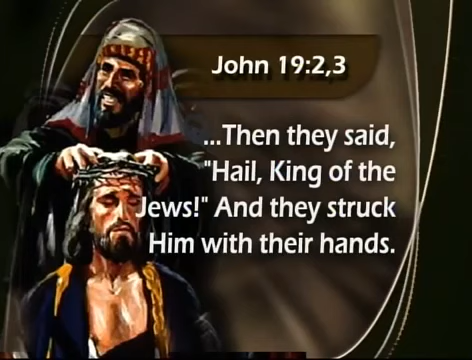 John 19:2,3
...Then they said,
"Hail, King of the
Jews!" And they struck
Him with their hands.